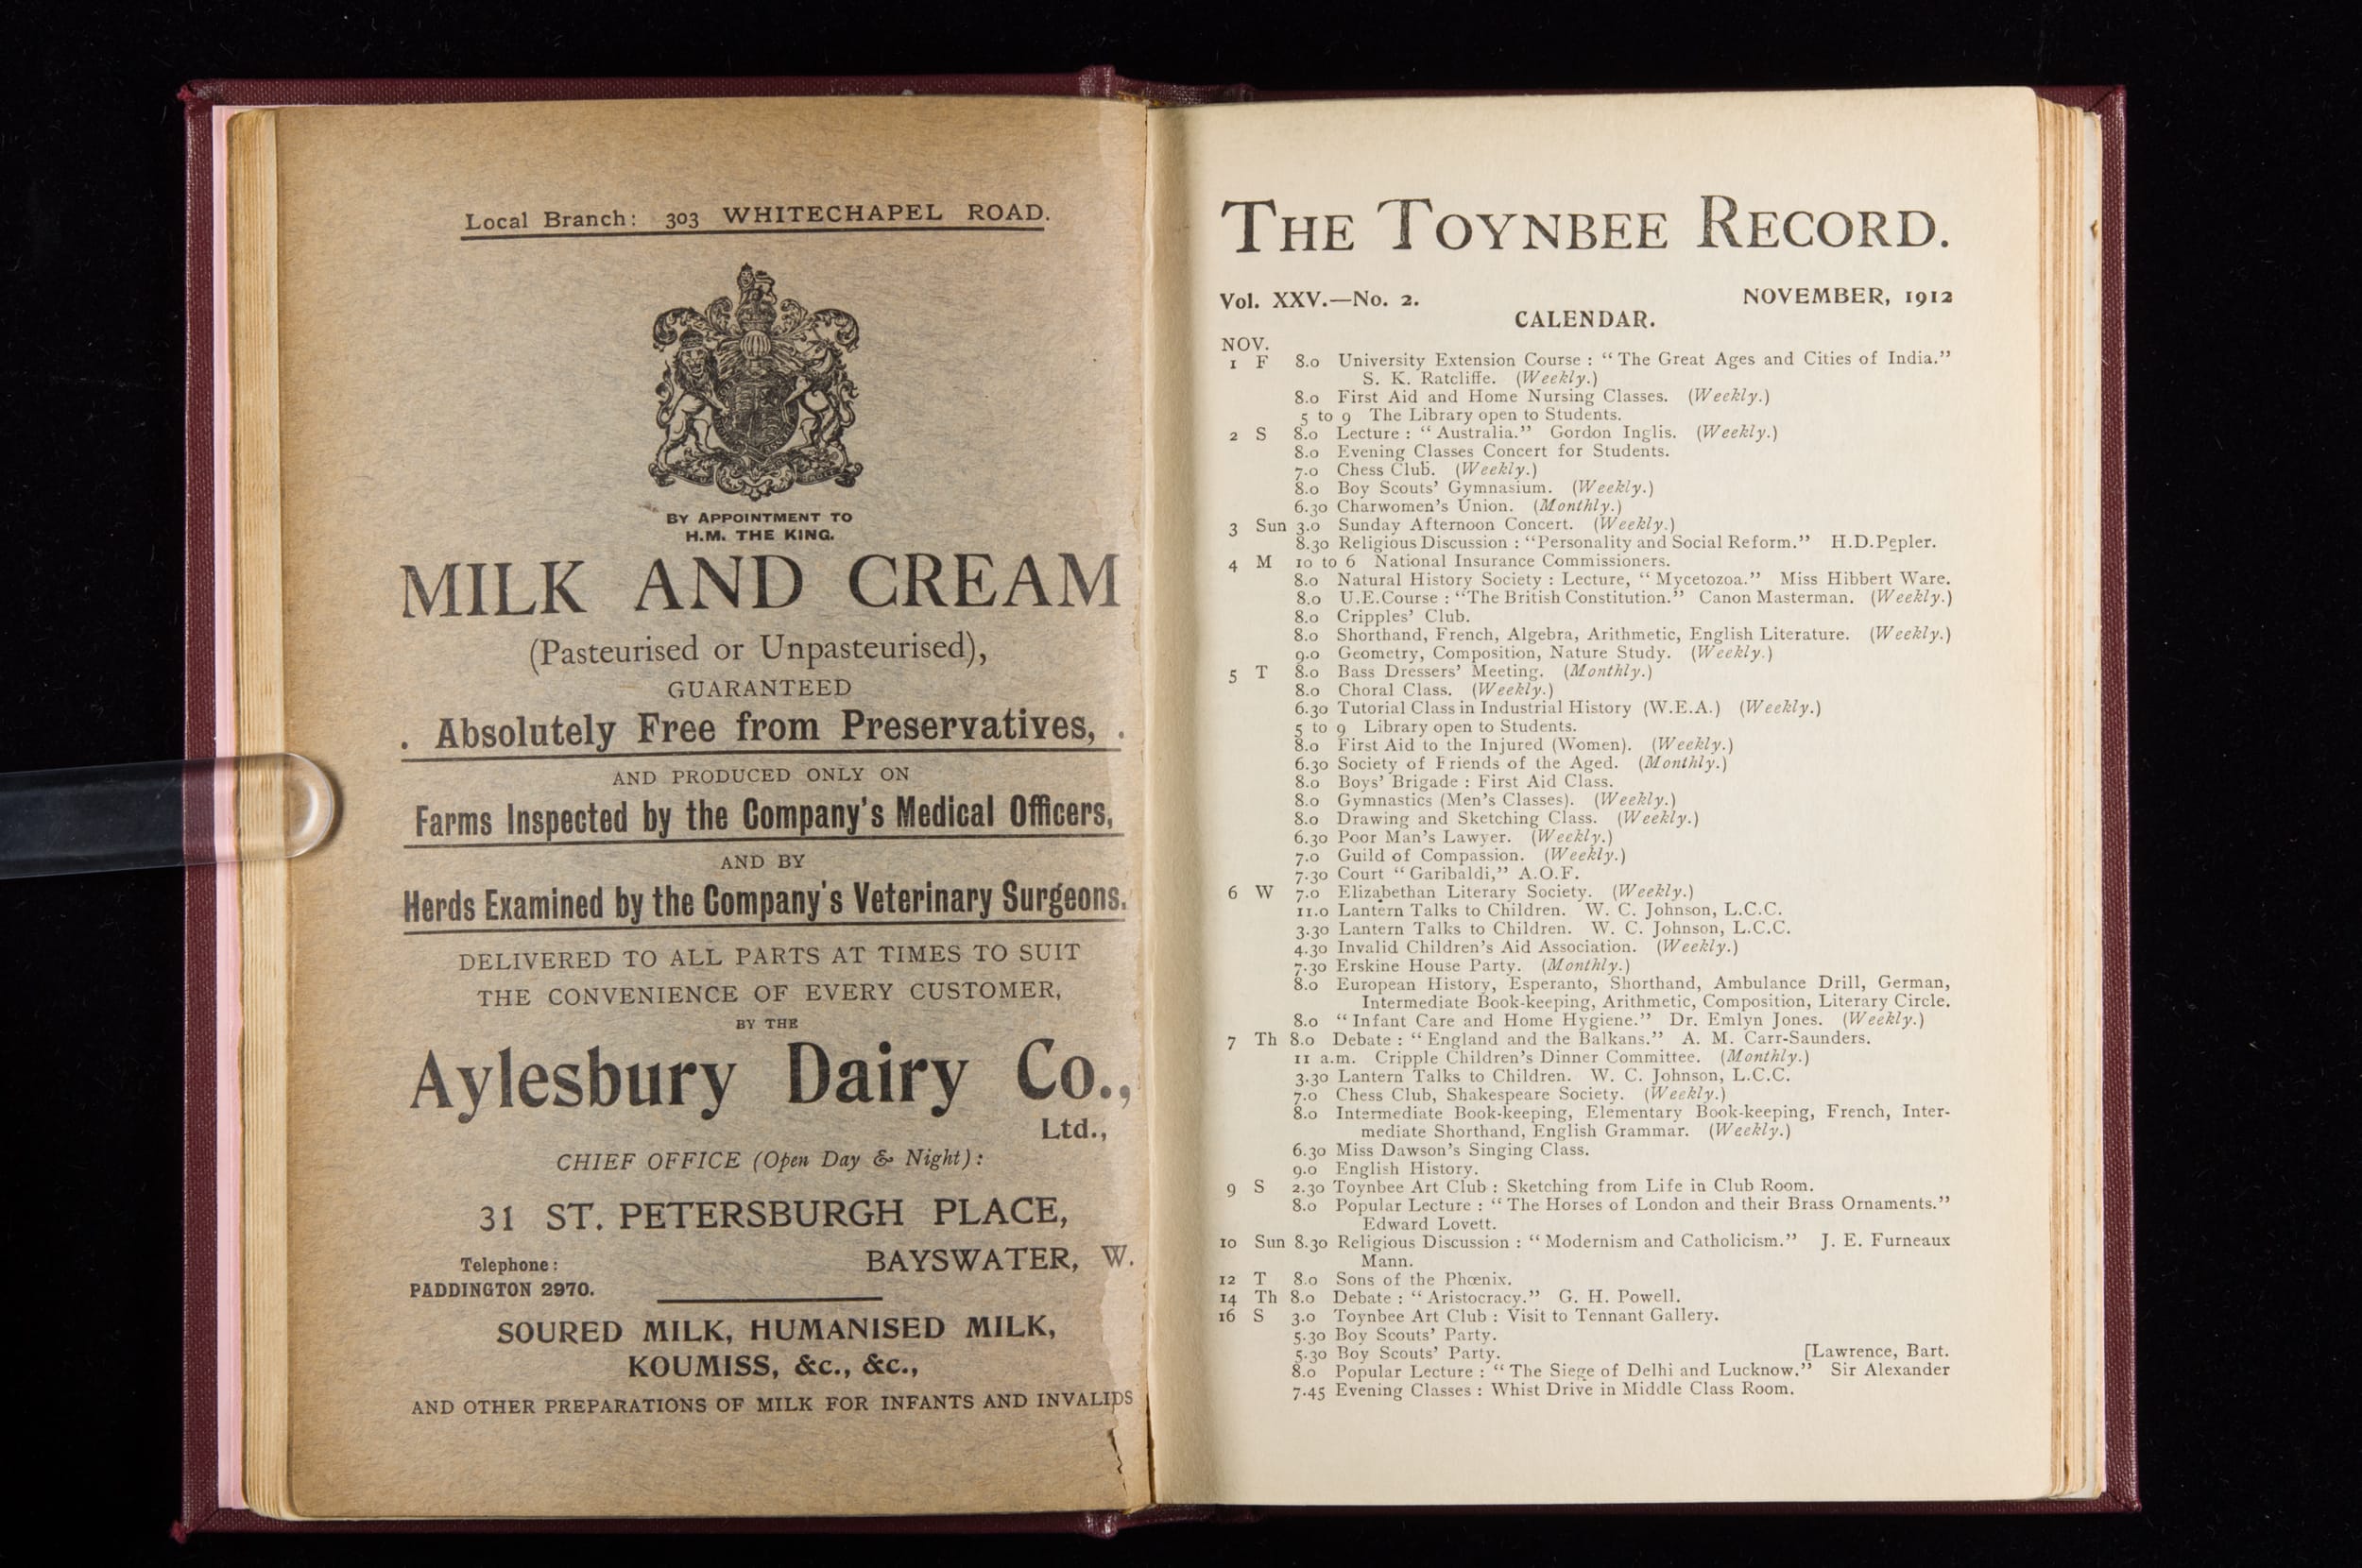 Local Branch: 303 WHITECHAPEL ROAD.
BY APPOINTMENT TO
H.M. THE KING.
MILK AND CREAM
(Pasteurised or Unpasteurised),
GUARANTEED
. Absolutely Free from Preservatives, .
AND PRODUCED ONLY ON
Farms Inspected by the Company's Medical Officers,
AND BY
Herds Examined by the Company's Veterinary Surgeons.
DELIVERED TO ALL PARTS AT TIMES TO SUIT
THE CONVENIENCE OF EVERY CUSTOMER,
BY THE
Aylesbury Dairy Co.,
Ltd.,
CHIEF OFFICE (Open Day & Night):
31 ST. PETERSBURGH PLACE,
BAYSWATER, W.
Telephone:
PADDINGTON 2970.
SOURED MILK, HUMANISED MILK,
KOUMISS, &c., &c.,
AND OTHER PREPARATIONS OF MILK FOR INFANTS AND INVALIDS
THE TOYNBEE RECORD.
Vol. XXV.—No. 2. NOVEMBER, 1912
CALENDAR.
NOV.
1 F 8.0 University Extension Course : "The Great Ages and Cities of India."
S. K. Ratcliffe. (Weekly.)
8.0 First Aid and Home Nursing Classes. (Weekly.)
5 to 9 The Library open to Students.
2 S 8.0 Lecture : "Australia." Gordon Inglis. (Weekly.)
8.0 Evening Classes Concert for Students.
7.0 Chess Club. (Weekly.)
8.0 Boy Scouts' Gymnasium. (Weekly.)
6.30 Charwomen's Union. (Monthly.)
3 Sun 3.0 Sunday Afternoon Concert. (Weekly.)
8.30 Religious Discussion : "Personality and Social Reform." H.D.Pepler.
4 M 10 to 6 National Insurance Commissioners.
8.0 Natural History Society : Lecture, "Mycetozoa." Miss Hibbert Ware.
8.0 U.E.Course : "The British Constitution." Canon Masterman. (Weekly.)
8.0 Cripples' Club.
8.0 Shorthand, French, Algebra, Arithmetic, English Literature. (Weekly.)
9.0 Geometry, Composition, Nature Study. (Weekly.)
5 T 8.0 Bass Dressers' Meeting. (Monthly.)
8.0 Choral Class. (Weekly.)
6.30 Tutorial Class in Industrial History (W.E.A.) (Weekly.)
5 to 9 Library open to Students.
8.0 First Aid to the Injured (Women). (Weekly.)
6.30 Society of Friends of the Aged. (Monthly.)
8.0 Boys' Brigade : First Aid Class.
8.0 Gymnastics (Men's Classes). (Weekly.)
8.0 Drawing and Sketching Class. (Weekly.)
6.30 Poor Man's Lawyer. (Weekly.)
7.0 Guild of Compassion. (Weekly.)
7.30 Court "Garibaldi," A.O.F.
6 W 7.0 Elizabethan Literary Society. (Weekly.)
11.0 Lantern Talks to Children. W. C. Johnson, L.C.C.
3.30 Lantern Talks to Children. W. C. Johnson, L.C.C.
4.30 Invalid Children's Aid Association. (Weekly.)
7.30 Erskine House Party. (Monthly.)
8.0 European History, Esperanto, Shorthand, Ambulance Drill, German,
Intermediate Book-keeping, Arithmetic, Composition, Literary Circle.
8.0 "Infant Care and Home Hygiene." Dr. Emlyn Jones. (Weekly.)
7 Th 8.0 Debate : "England and the Balkans." A. M. Carr-Saunders.
11 a.m. Cripple Children's Dinner Committee. (Monthly.)
3.30 Lantern Talks to Children. W. C. Johnson, L.C.C.
7.0 Chess Club, Shakespeare Society. (Weekly.)
8.0 Intermediate Book-keeping, Elementary Book-keeping, French, Inter-
mediate Shorthand, English Grammar. (Weekly.)
6.30 Miss Dawson's Singing Class.
9.0 English History.
9 S 2.30 Toynbee Art Club : Sketching from Life in Club Room.
8.0 Popular Lecture : "The Horses of London and their Brass Ornaments."
Edward Lovett.
10 Sun 8.30 Religious Discussion : "Modernism and Catholicism." J. E. Furneaux
Mann.
12 T 8.0 Sons of the Phœnix.
14 Th 8.0 Debate : "Aristocracy." G. H. Powell.
16 S 3.0 Toynbee Art Club : Visit to Tennant Gallery.
5.30 Boy Scouts' Party.
5.30 Boy Scouts' Party. [Lawrence, Bart.
8.0 Popular Lecture : "The Siege of Delhi and Lucknow." Sir Alexander
7.45 Evening Classes : Whist Drive in Middle Class Room.